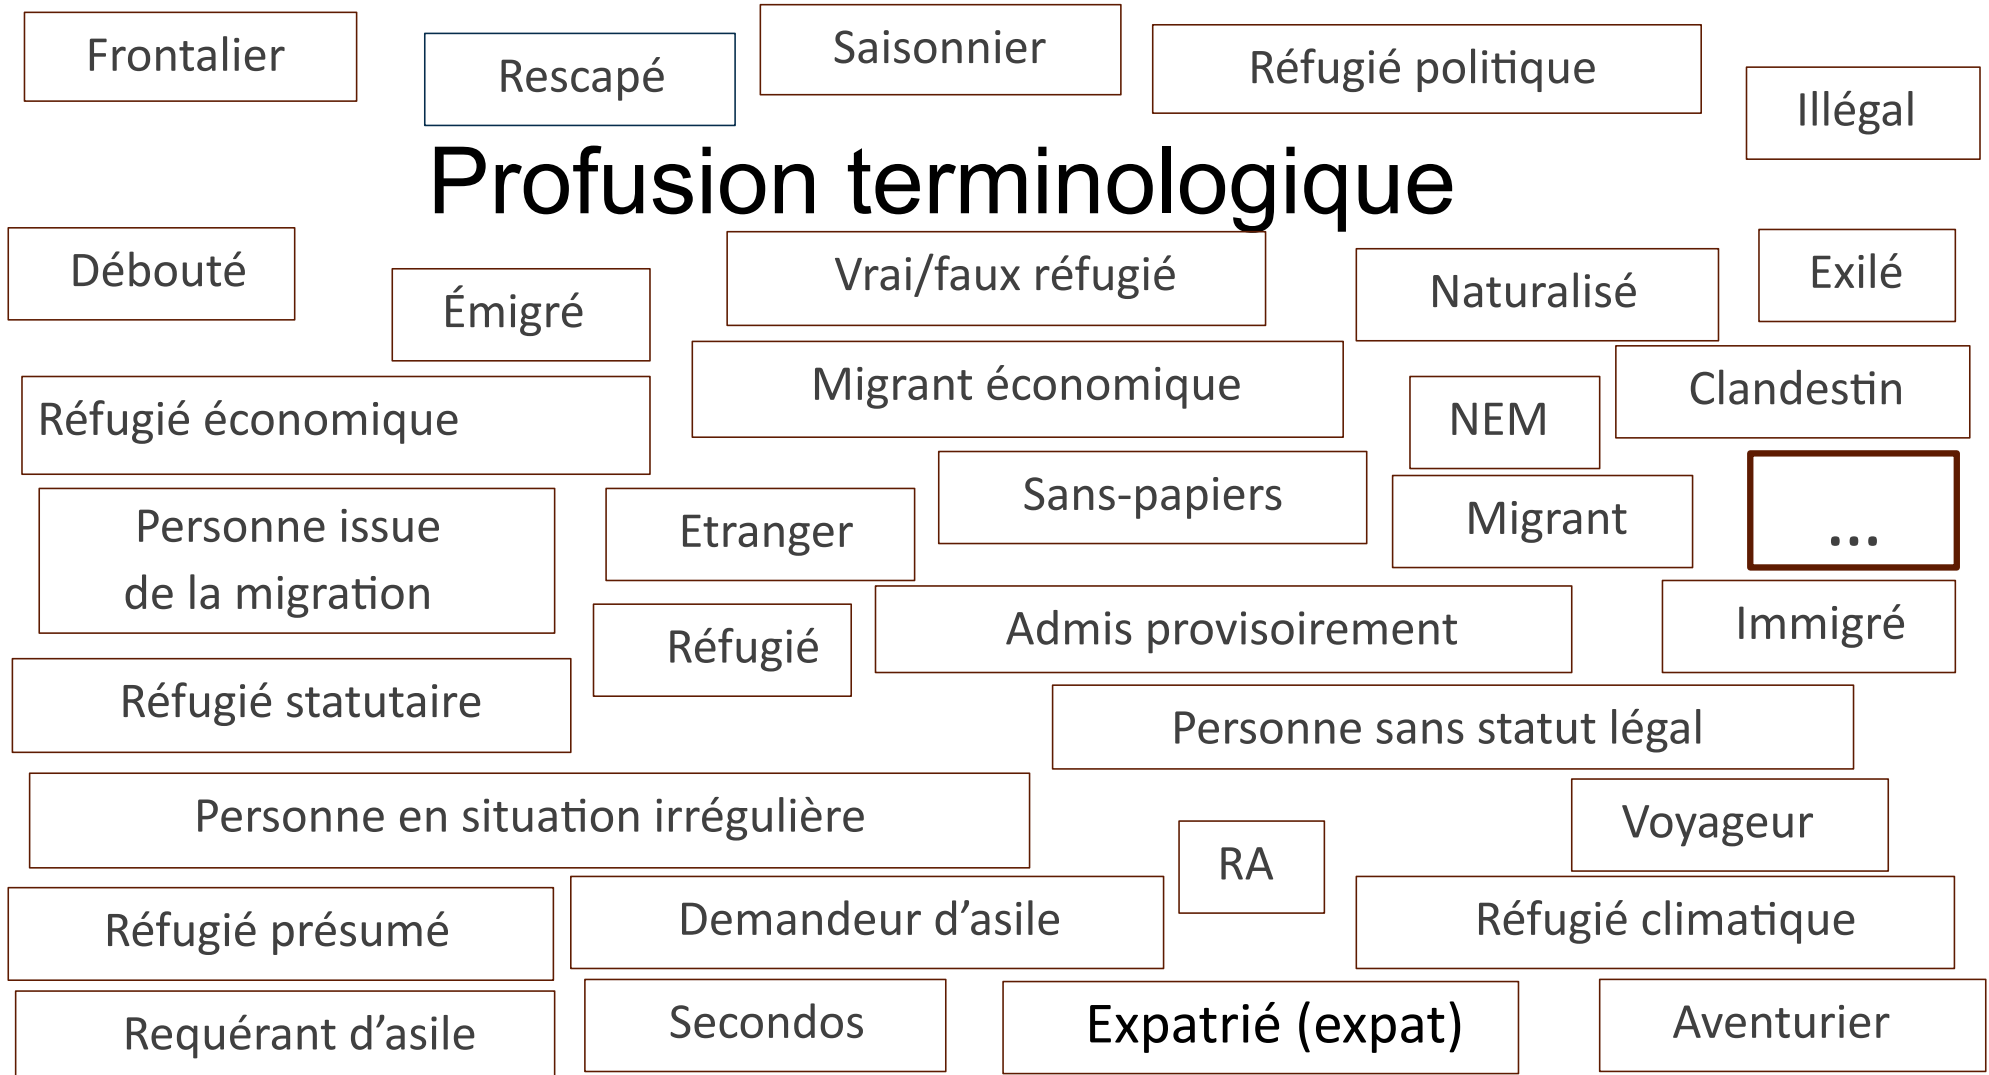 Frontalier
Rescapé
Saisonnier
Réfugié politique
Illégal
Profusion terminologique
Débouté
Émigré
Vrai/faux réfugié
Naturalisé
Exilé
Réfugié économique
Migrant économique
NEM
Clandestin
Personne issue
de la migration
Etranger
Sans-papiers
Migrant
...
Réfugié
Admis provisoirement
Immigré
Réfugié statutaire
Personne sans statut légal
Personne en situation irrégulière
RA
Voyageur
Réfugié présumé
Demandeur d’asile
Réfugié climatique
Requérant d’asile
Secondos
Expatrié (expat)
Aventurier